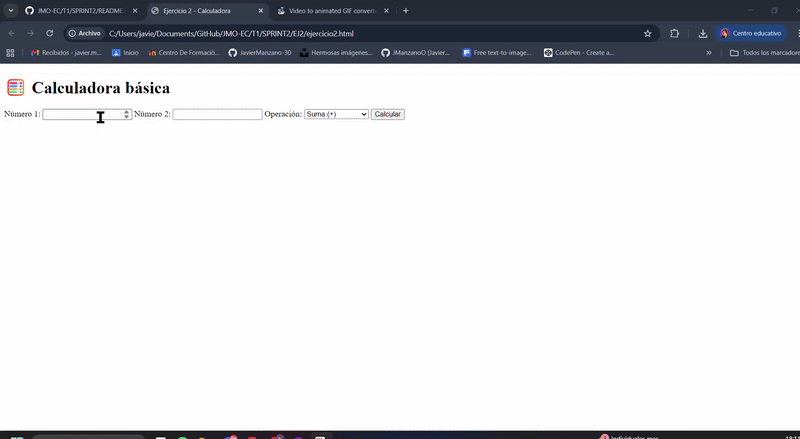 JMO-EC/T1/SPRINT2/README
Ejercicio 2 - Calculadora
Video to animated GIF converte
Archivo
C:/Users/javie/Documents/GitHub/JMO-EC/T1/SPRINT2/EJ2/ejercicio2.html
Centro educativo
Recibidos - javier.m...
Inicio
Centro De Formació...
JavierManzano-30
Hermosas imágenes...
JManzanoO (Javier...
Free text-to-image...
CodePen - Create a...
»
Todos los marcadores
Calculadora básica
Número 1:
Número 2:
Operación:
Suma (+)
Calcular